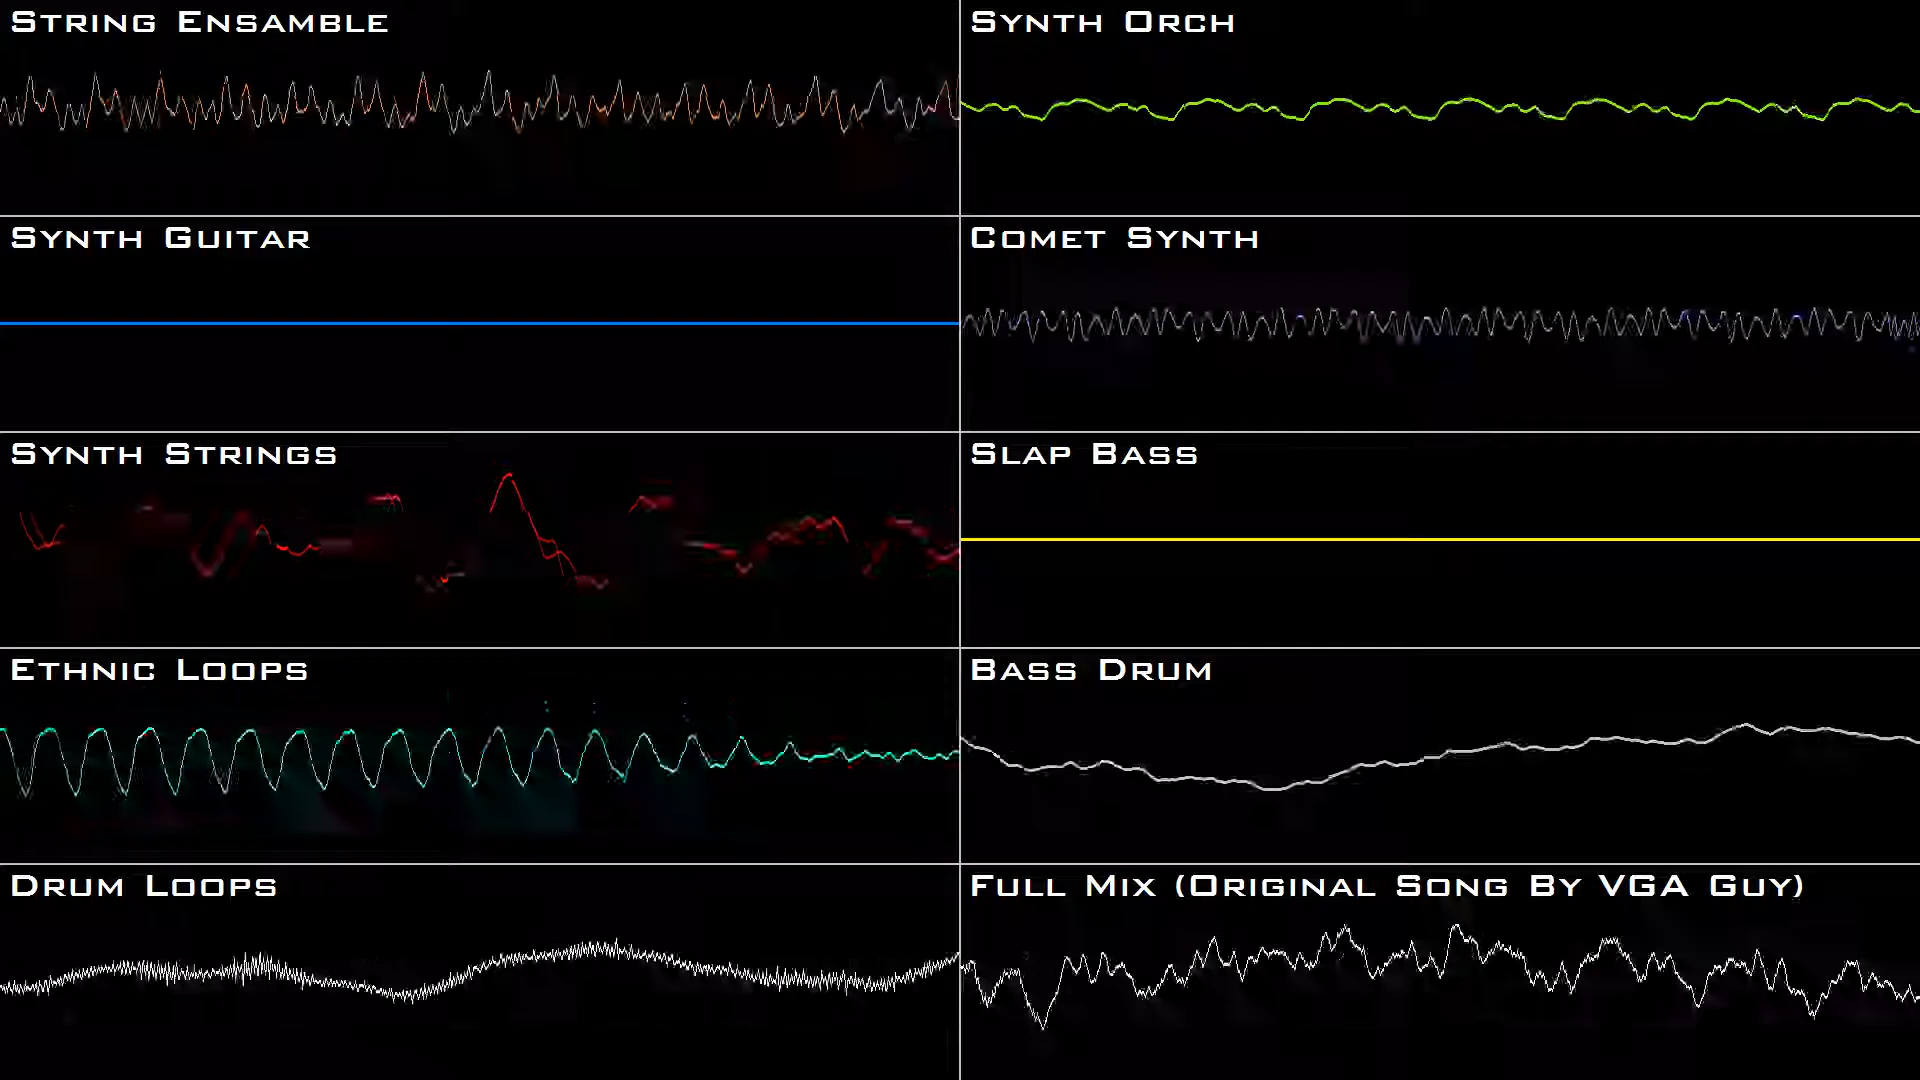 String Ensamble
Synth Orch
Synth Guitar
Comet Synth
Synth Strings
Slap Bass
Ethnic Loops
Bass Drum
Drum Loops
Full Mix (Original Song By VGA Guy)